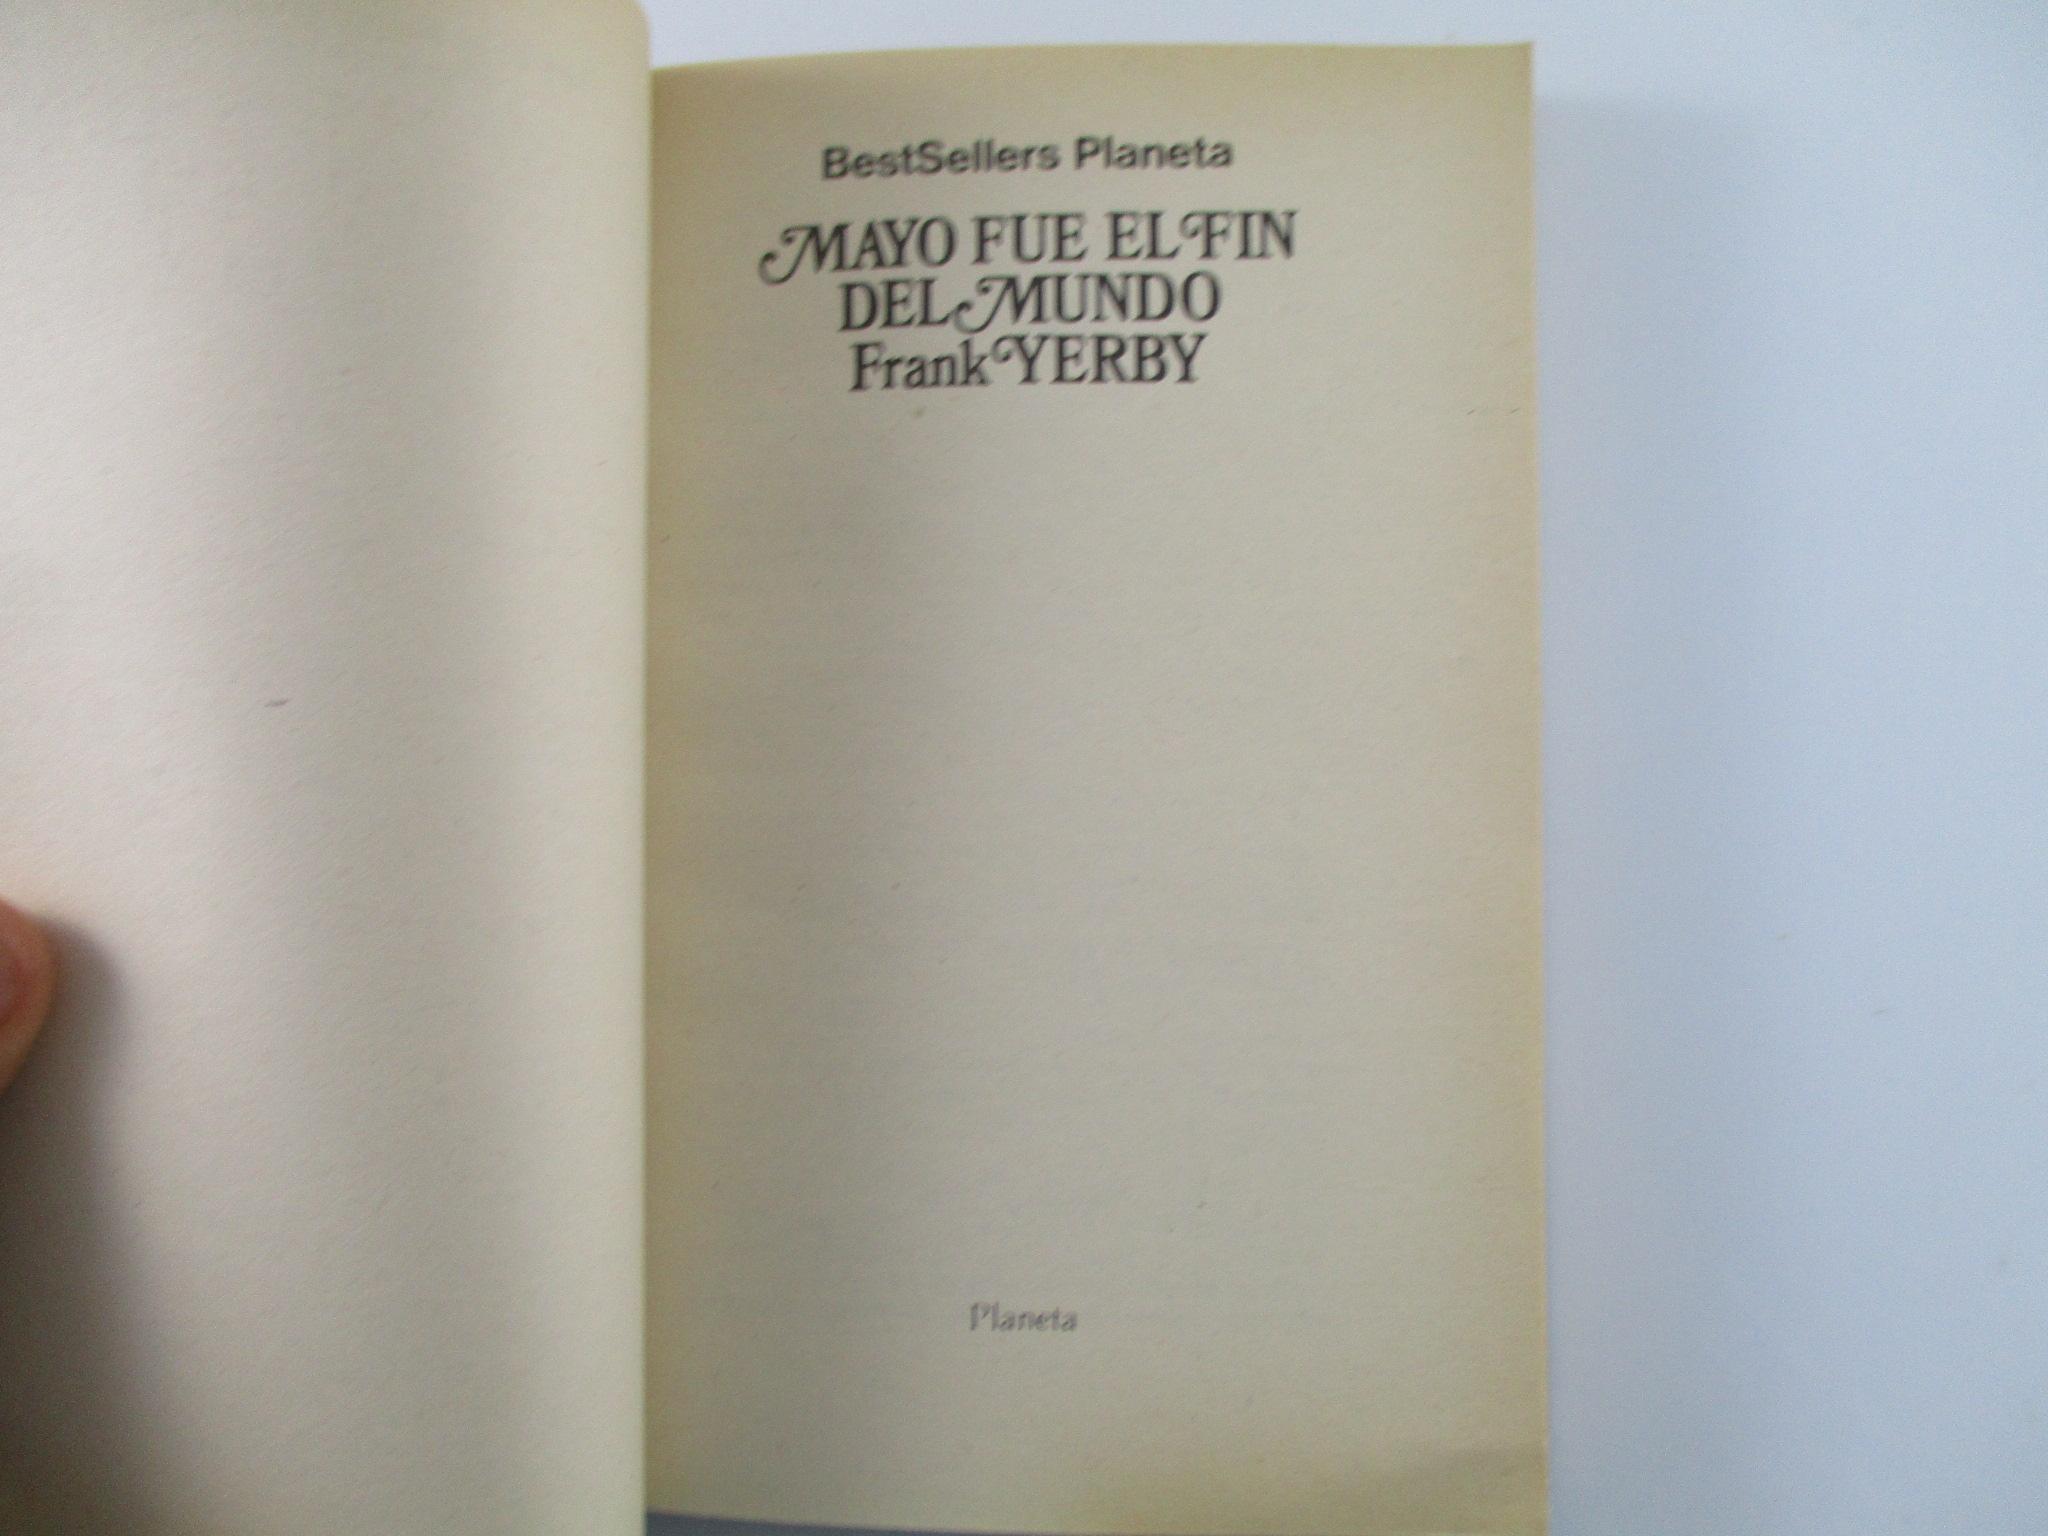 BestSellers Planeta
MAYO FUE EL FIN
DEL MUNDO
Frank YERBY
Planeta